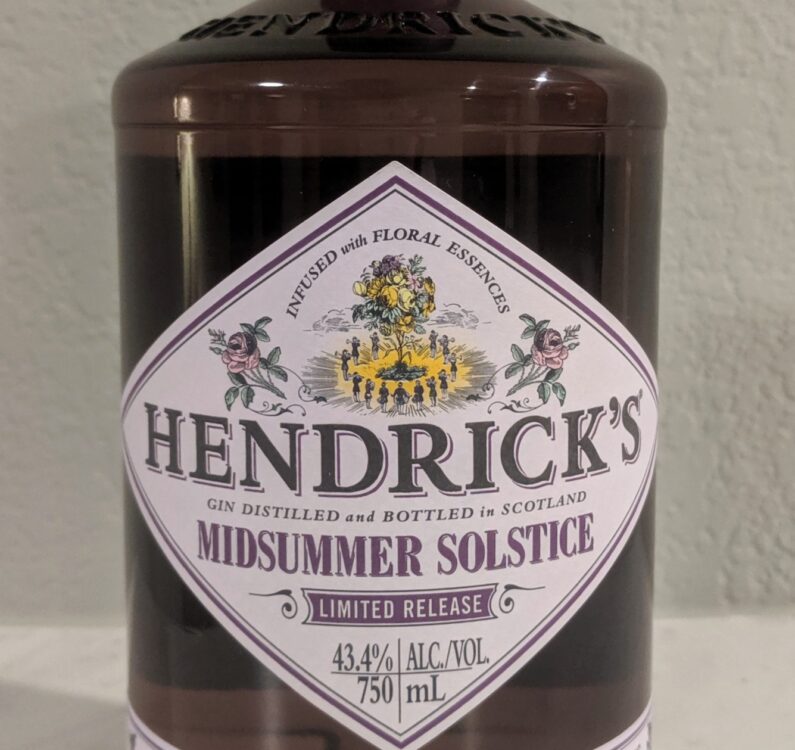 HENDRICK'S
INFUSED with FLORAL ESSENCES
HENDRICK'S
GIN DISTILLED and BOTTLED in SCOTLAND
MIDSUMMER SOLSTICE
LIMITED RELEASE
43.4% ALC./VOL.
750 mL